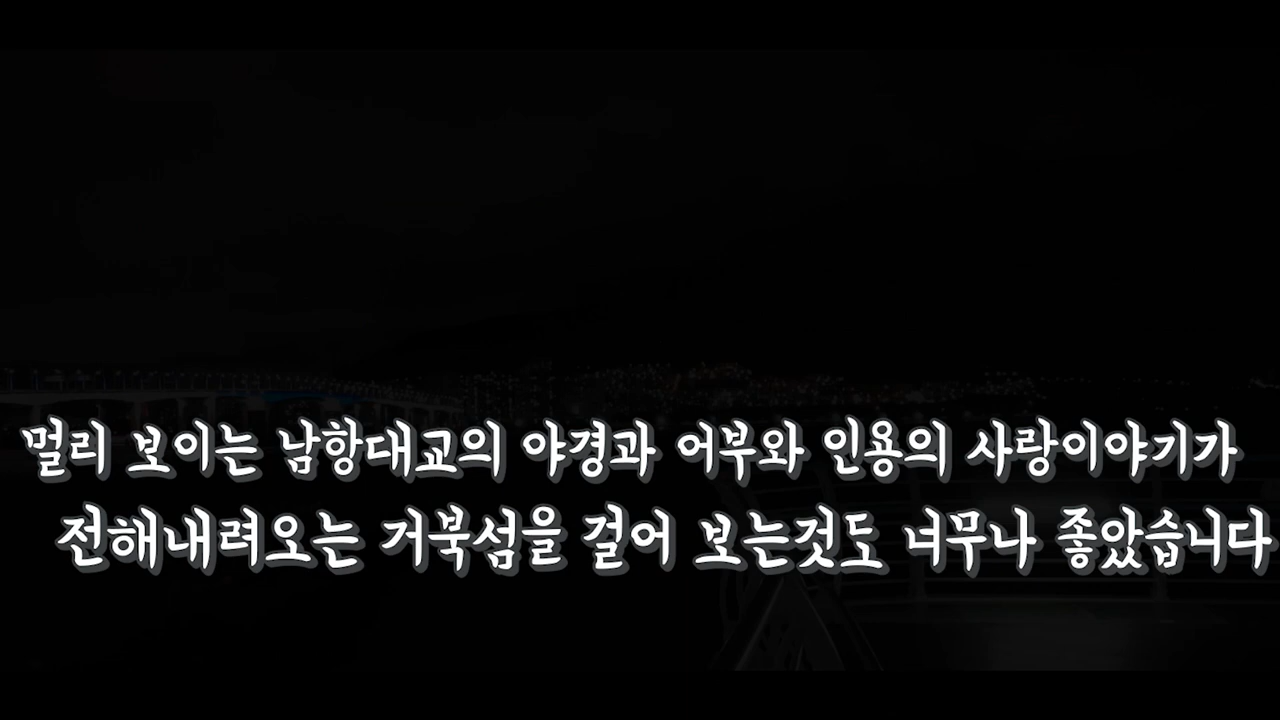 멀리 보이는 남항대교의 야경과 어부와 인용의 사랑이야기가
전해내려오는 거북섬을 걸어 보는것도 너무나 좋았습니다